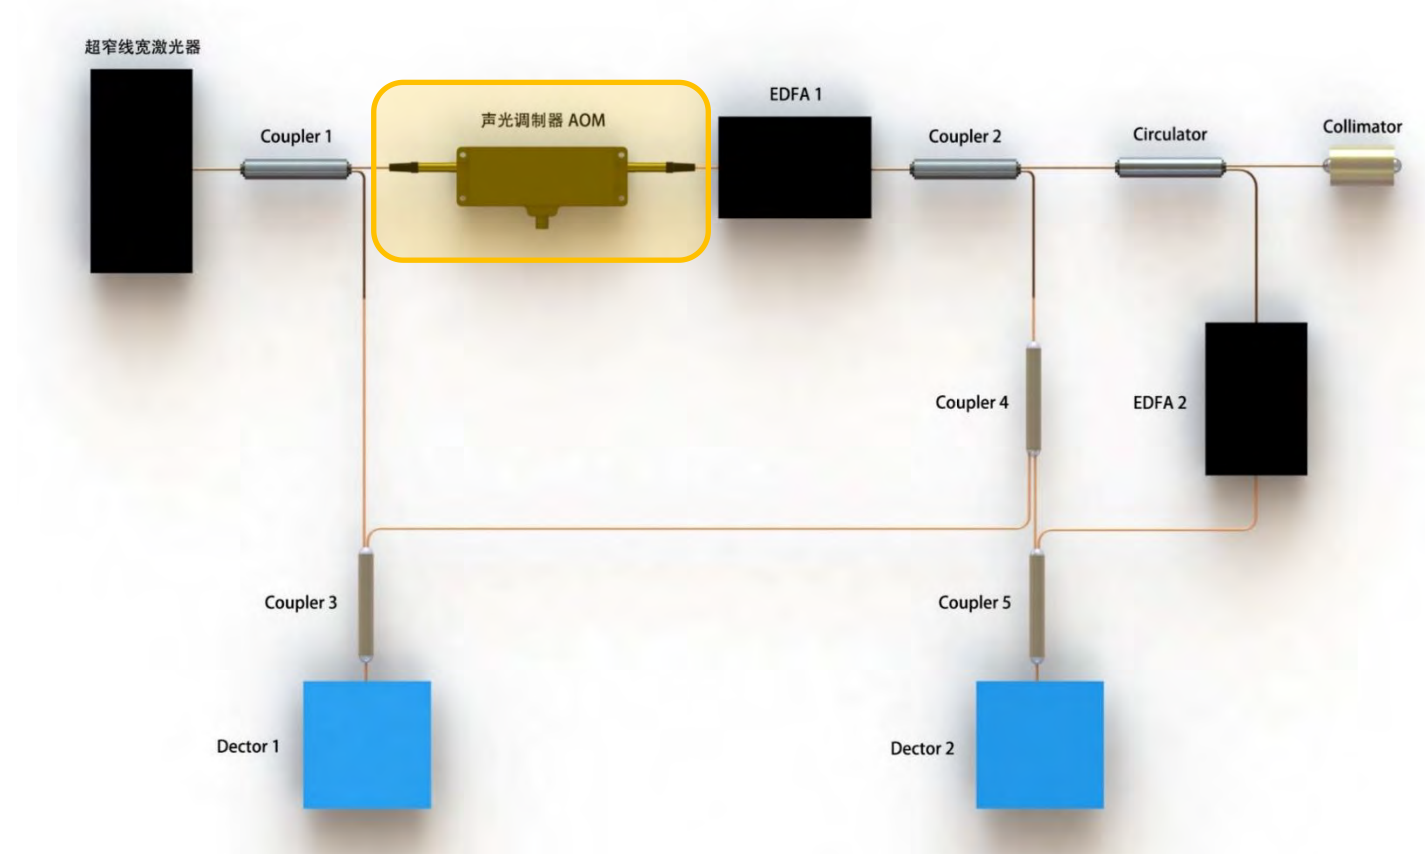 超窄线宽激光器
Coupler 1
声光调制器 AOM
EDFA 1
Coupler 2
Circulator
Collimator
Coupler 4
EDFA 2
Coupler 3
Coupler 5
Dector 1
Dector 2